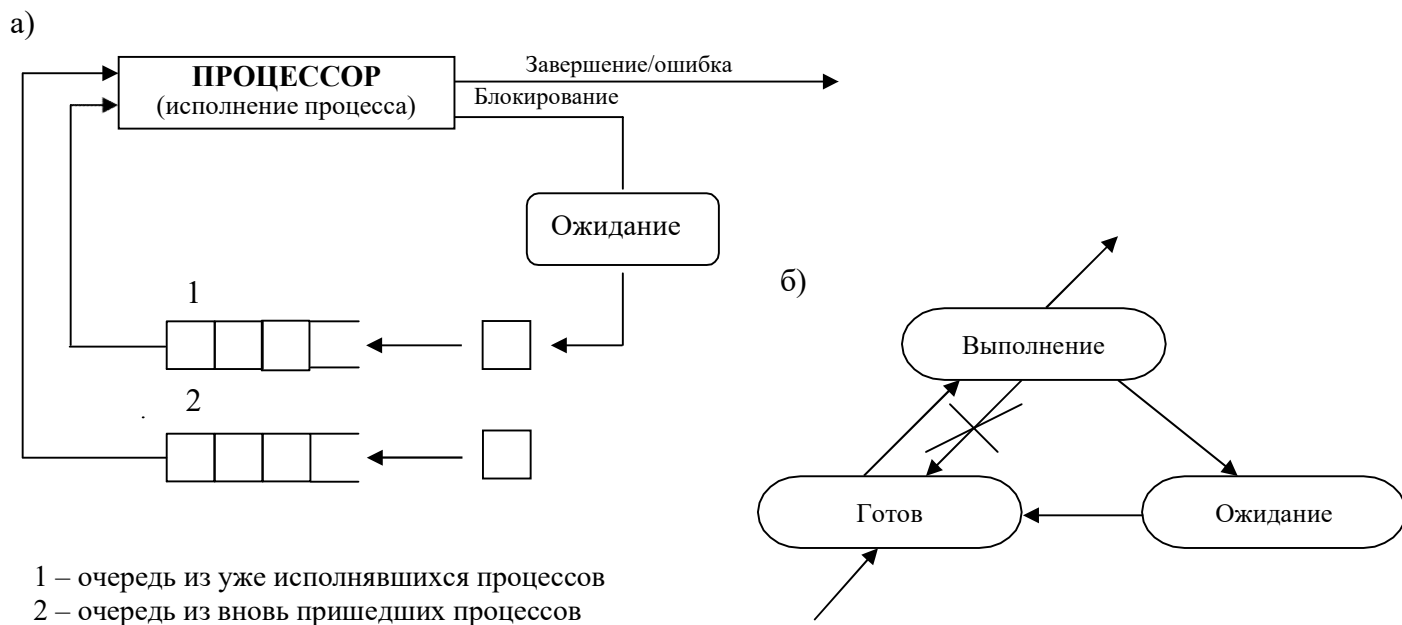 а)
ПРОЦЕССОР
(исполнение процесса)
Завершение/ошибка
Блокирование
Ожидание
1
2
1 – очередь из уже исполнявшихся процессов
2 – очередь из вновь пришедших процессов
б)
Выполнение
Готов
Ожидание